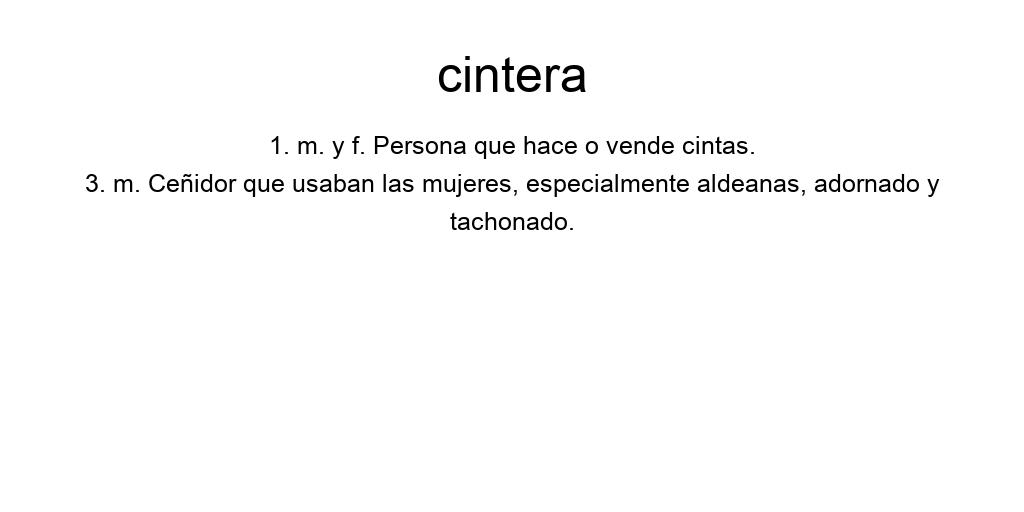 cintera
1. m. y f. Persona que hace o vende cintas.
3. m. Ceñidor que usaban las mujeres, especialmente aldeanas, adornado y
tachonado.